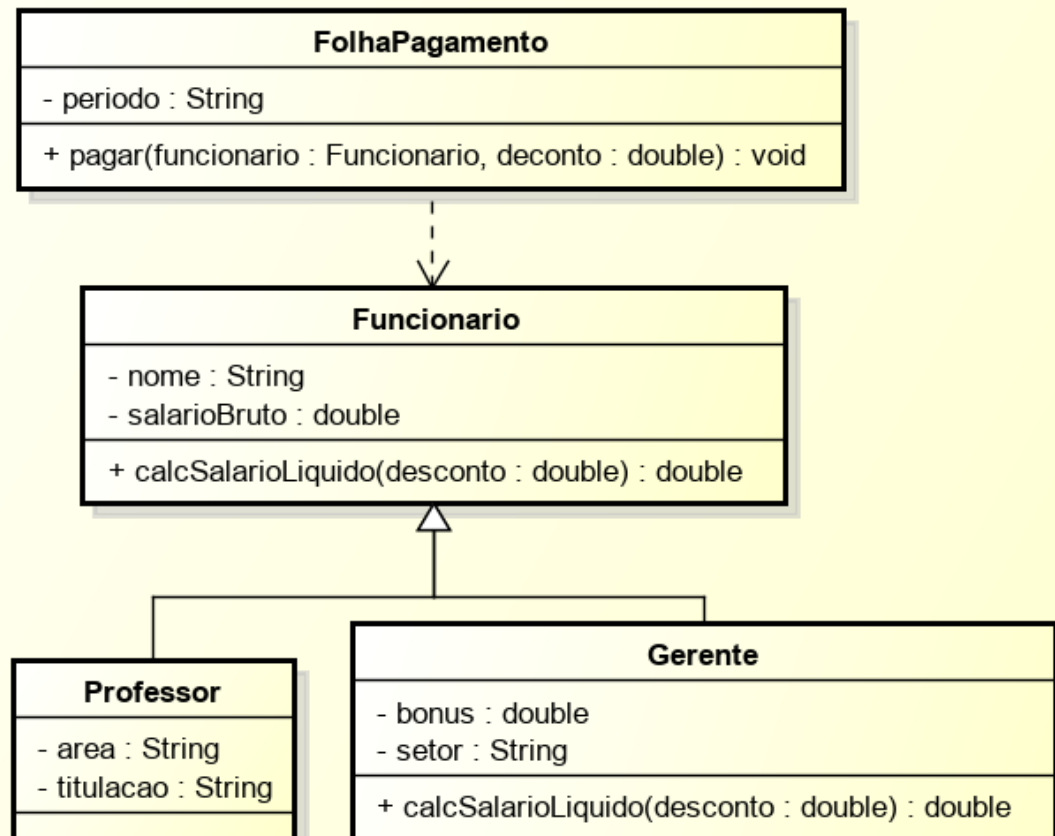 FolhaPagamento
- periodo : String
+ pagar(funcionario : Funcionario, deconto : double) : void
Funcionario
- nome : String
- salarioBruto : double
+ calcSalarioLiquido(desconto : double) : double
Professor
- area : String
- titulacao : String
Gerente
- bonus : double
- setor : String
+ calcSalarioLiquido(desconto : double) : double